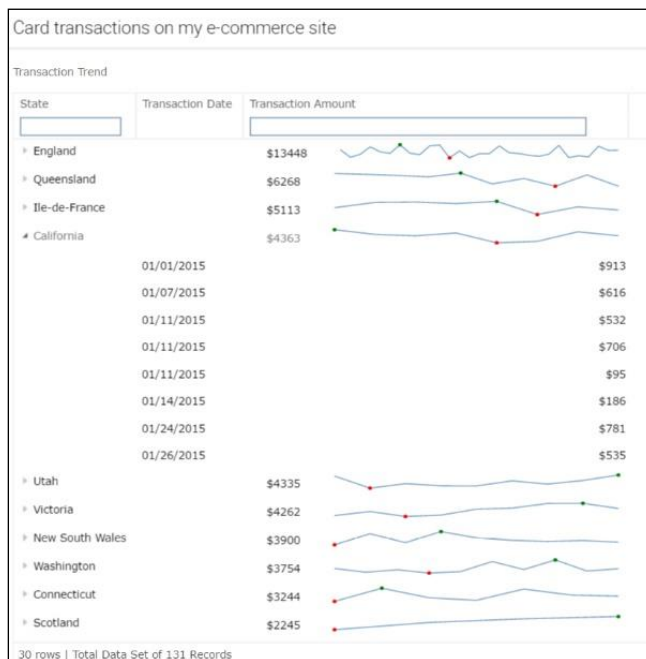 Card transactions on my e-commerce site
Transaction Trend
State Transaction Date Transaction Amount
England $13448
Queensland $6268
Ile-de-France $5113
California $4363
01/01/2015 $913
01/07/2015 $616
01/11/2015 $532
01/11/2015 $706
01/11/2015 $95
01/14/2015 $186
01/24/2015 $781
01/26/2015 $535
Utah $4335
Victoria $4262
New South Wales $3900
Washington $3754
Connecticut $3244
Scotland $2245
30 rows | Total Data Set of 131 Records